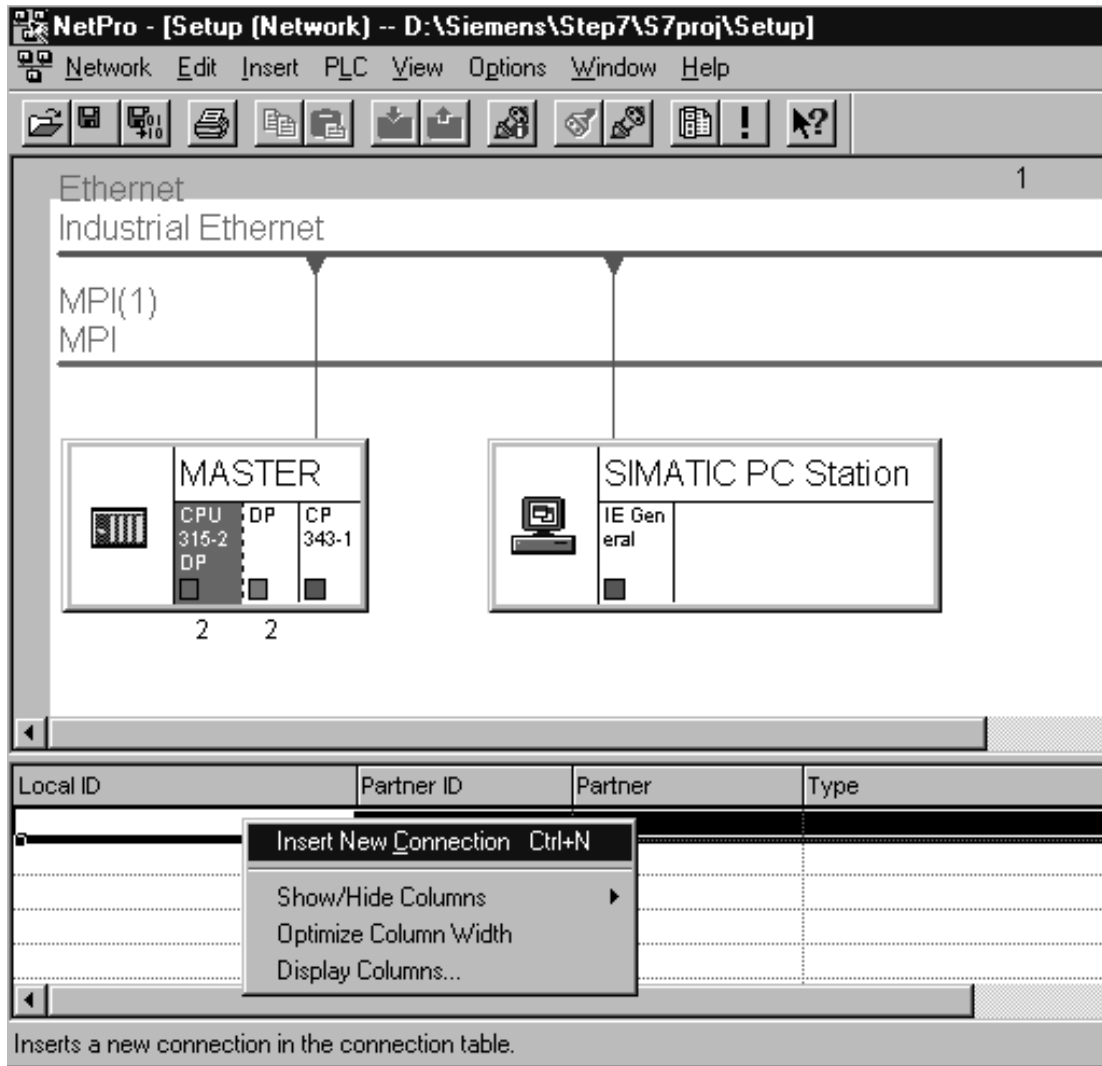 NetPro - [Setup (Network) -- D:\Siemens\Step7\S7proj\Setup]
Network Edit Insert PLC View Options Window Help
1
Ethernet
Industrial Ethernet
MPI(1)
MPI
MASTER
CPU 315-2 DP
DP
CP 343-1
2 2
SIMATIC PC Station
IE Gen
eral
Local ID Partner ID Partner Type
Insert New Connection Ctrl+N
Show/Hide Columns
Optimize Column Width
Display Columns...
Inserts a new connection in the connection table.